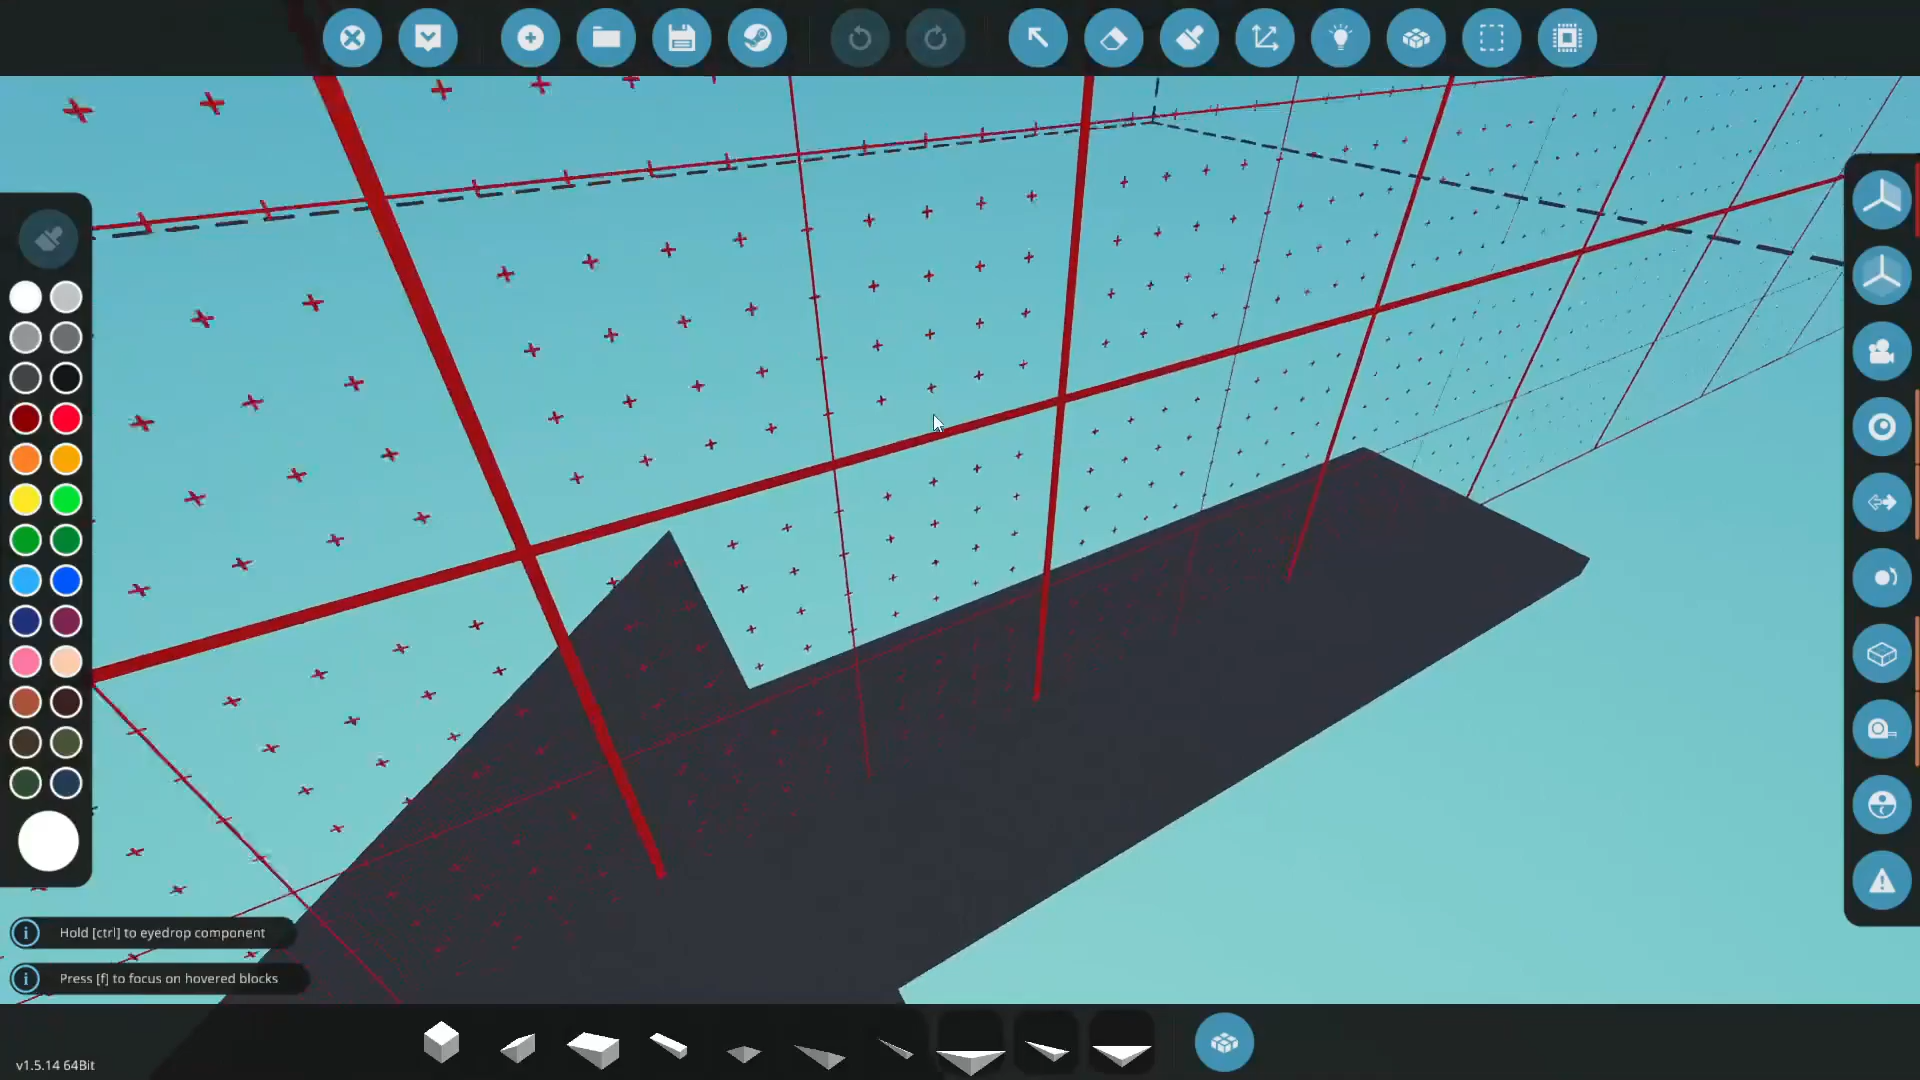 Hold [ctrl] to eyedrop component
Press [f] to focus on hovered blocks
v1.5.14 64Bit